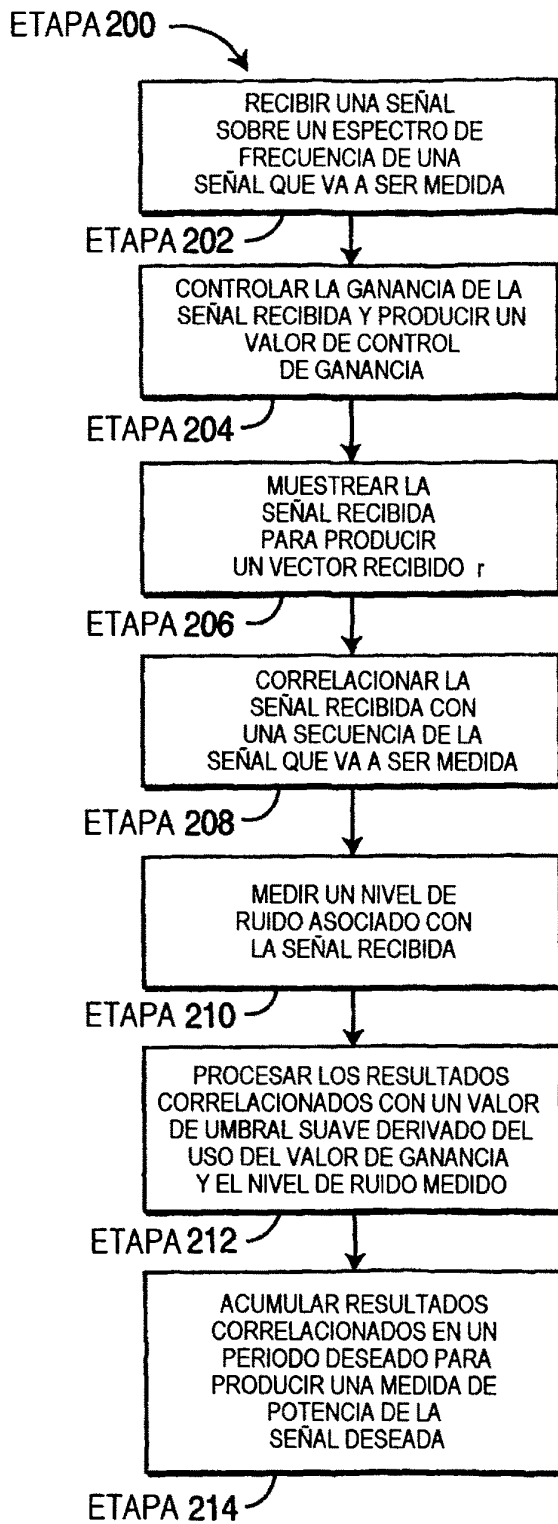 ETAPA 200
RECIBIR UNA SEÑAL
SOBRE UN ESPECTRO DE
FRECUENCIA DE UNA
SEÑAL QUE VA A SER MEDIDA
ETAPA 202
CONTROLAR LA GANANCIA DE LA
SEÑAL RECIBIDA Y PRODUCIR UN
VALOR DE CONTROL
DE GANANCIA
ETAPA 204
MUESTREAR LA
SEÑAL RECIBIDA
PARA PRODUCIR
UN VECTOR RECIBIDO r
ETAPA 206
CORRELACIONAR LA
SEÑAL RECIBIDA CON
UNA SECUENCIA DE LA
SEÑAL QUE VA A SER MEDIDA
ETAPA 208
MEDIR UN NIVEL DE
RUIDO ASOCIADO CON
LA SEÑAL RECIBIDA
ETAPA 210
PROCESAR LOS RESULTADOS
CORRELACIONADOS CON UN VALOR
DE UMBRAL SUAVE DERIVADO DEL
USO DEL VALOR DE GANANCIA
Y EL NIVEL DE RUIDO MEDIDO
ETAPA 212
ACUMULAR RESULTADOS
CORRELACIONADOS EN UN
PERIODO DESEADO PARA
PRODUCIR UNA MEDIDA DE
POTENCIA DE LA
SEÑAL DESEADA
ETAPA 214